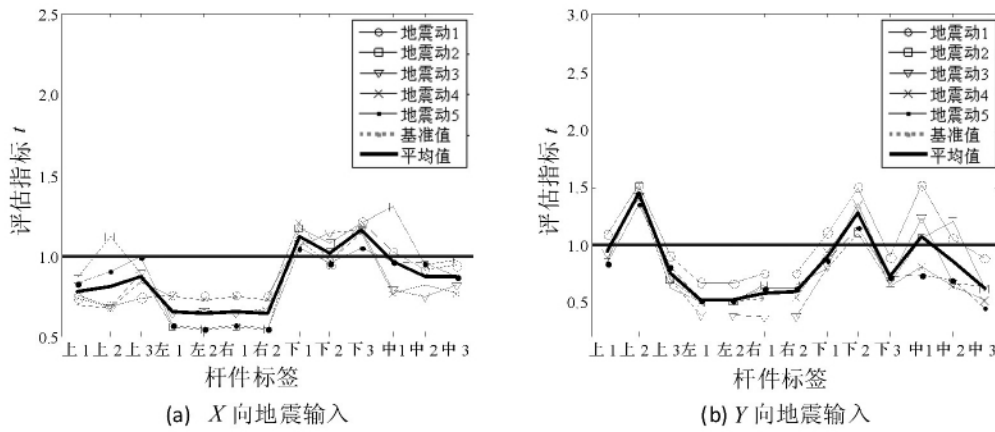 2.5
2.0
1.5
1.0
0.5
评估指标 t
地震动1
地震动2
地震动3
地震动4
地震动5
基准值
平均值
上1 上2 上3 左1 左2 右1 右2 下1 下2 下3 中1 中2 中3
杆件标签
(a) X 向地震输入
3.0
2.5
2.0
1.5
1.0
0.5
评估指标 t
地震动1
地震动2
地震动3
地震动4
地震动5
基准值
平均值
上1 上2 上3 左1 左2 右1 右2 下1 下2 下3 中1 中2 中3
杆件标签
(b) Y 向地震输入